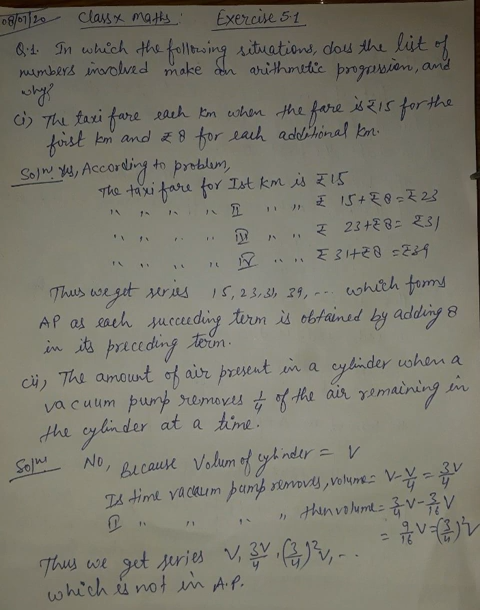 08/07/20 Class X Maths. Exercise 5.1
Q.1. In which the following situations, does the list of
numbers involved make an arithmetic progression, and
why?
(i) The taxi fare each km when the fare is ₹15 for the
first km and ₹ 8 for each additional km.
Solⁿ. Yes, According to problem,
The taxi fare for Ist km is ₹15
" " " " II " " ₹ 15+₹8=₹23
" " " " III " " ₹ 23+₹8= ₹31
" " " " IV " " ₹ 31+₹8=₹39
Thus we get series 15, 23, 31, 39, ... which forms
AP as each succeeding term is obtained by adding 8
in its preceding term.
(ii) The amount of air present in a cylinder when a
vacuum pump removes 1/4 of the air remaining in
the cylinder at a time.
Solⁿ No, Because Volum of cylinder = V
Is time vacuum pump removes, volume = V-V/4 = 3V/4
II " " " " then volume = 3/4 V - 3/16 V
= 9/16 V = (3/4)²V
Thus we get series V, 3V/4, (3/4)²V, ...
which is not in A.P.